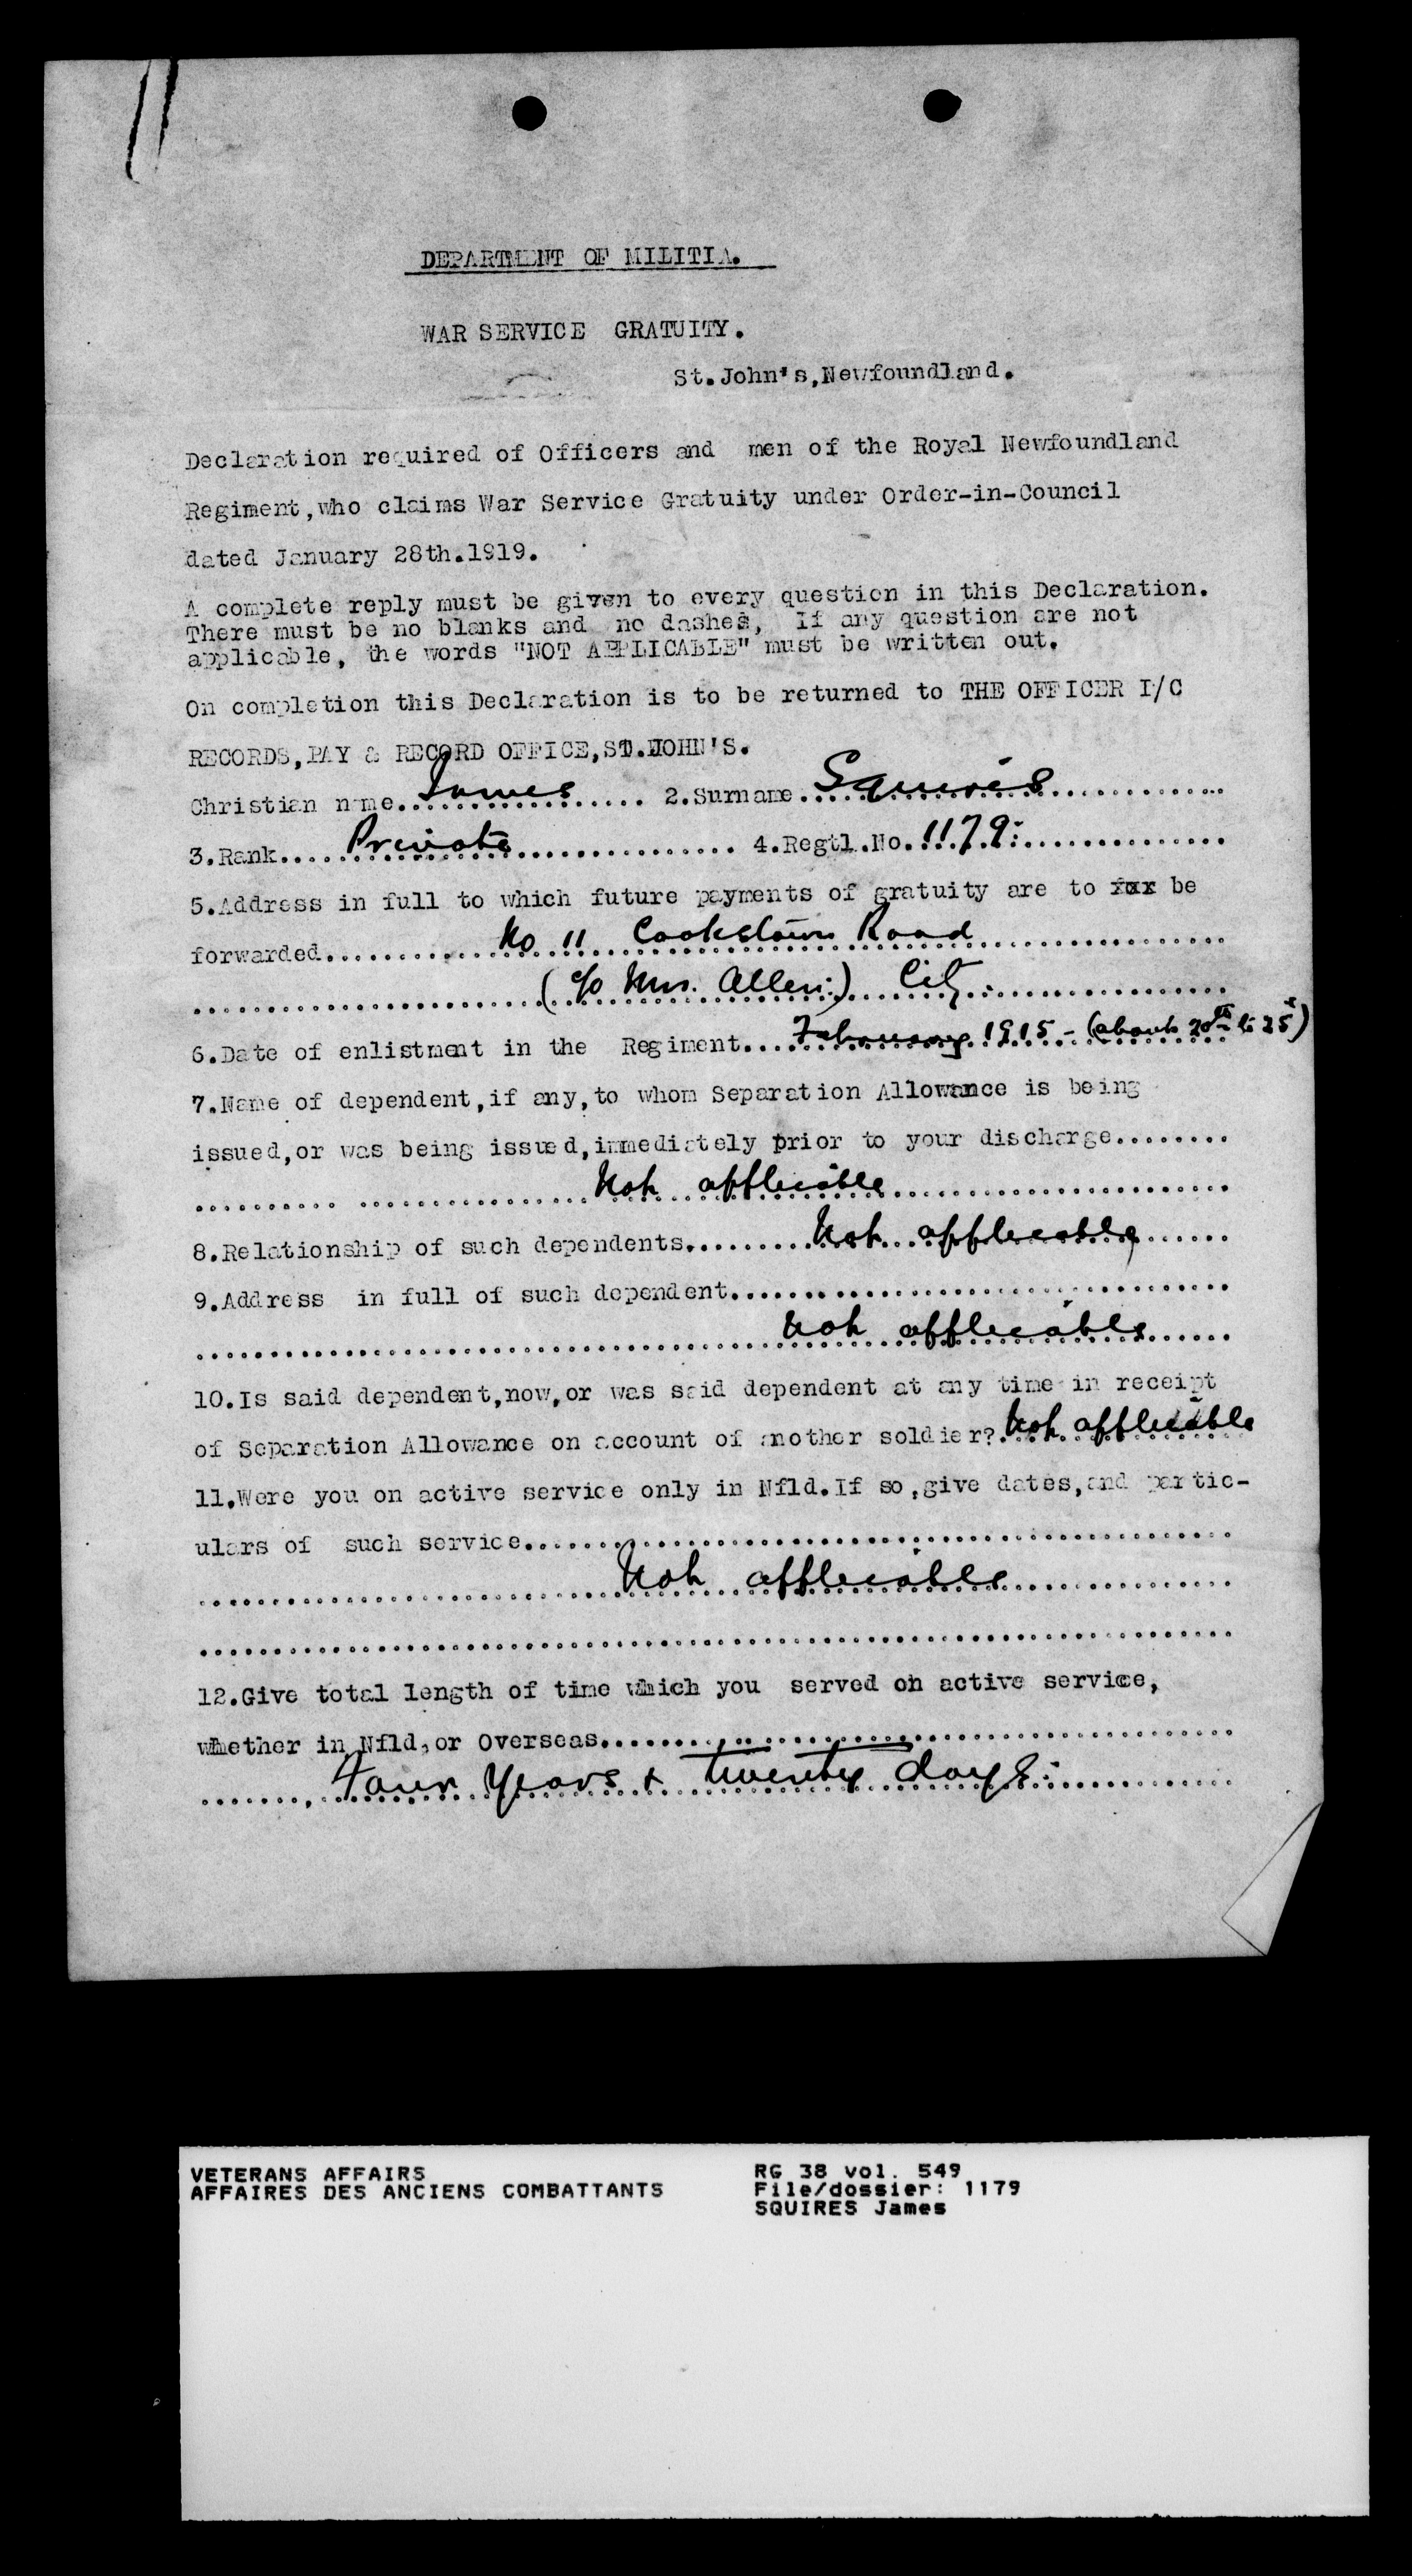 DEPARTMENT OF MILITIA.
WAR SERVICE GRATUITY.
St.John's,Newfoundland.
Declaration required of Officers and men of the Royal Newfoundland
Regiment,who claims War Service Gratuity under Order-in-Council
dated January 28th.1919.
A complete reply must be given to every question in this Declaration.
There must be no blanks and no dashes, If any question are not
applicable, the words "NOT APPLICABLE" must be written out.
On completion this Declaration is to be returned to THE OFFICER I/C
RECORDS,PAY & RECORD OFFICE,ST.JOHN'S.
Christian name....James.... 2.Surname....Squires....
3.Rank....Private.... 4.Regtl.No.1179:....
5.Address in full to which future payments of gratuity are to for be
forwarded....No 11 Cookstown Road....
....(c/o Mrs. Allen:) City....
6.Date of enlistment in the Regiment....February 1915-(about 20th to 25th)
7.Name of dependent,if any,to whom Separation Allowance is being
issued,or was being issued,immediately prior to your discharge........
....Not applicable....
8.Relationship of such dependents....Not applicable....
9.Address in full of such dependent....
....Not applicable....
10.Is said dependent,now,or was said dependent at any time in receipt
of Separation Allowance on account of another soldier?.Not applicable
11.Were you on active service only in Nfld.If so,give dates,and partic-
ulars of such service....
....Not applicable....
12.Give total length of time which you served on active service,
whether in Nfld,or Overseas....
....Four Years & twenty days:....
VETERANS AFFAIRS RG 38 vol. 549
AFFAIRES DES ANCIENS COMBATTANTS File/dossier: 1179
SQUIRES James